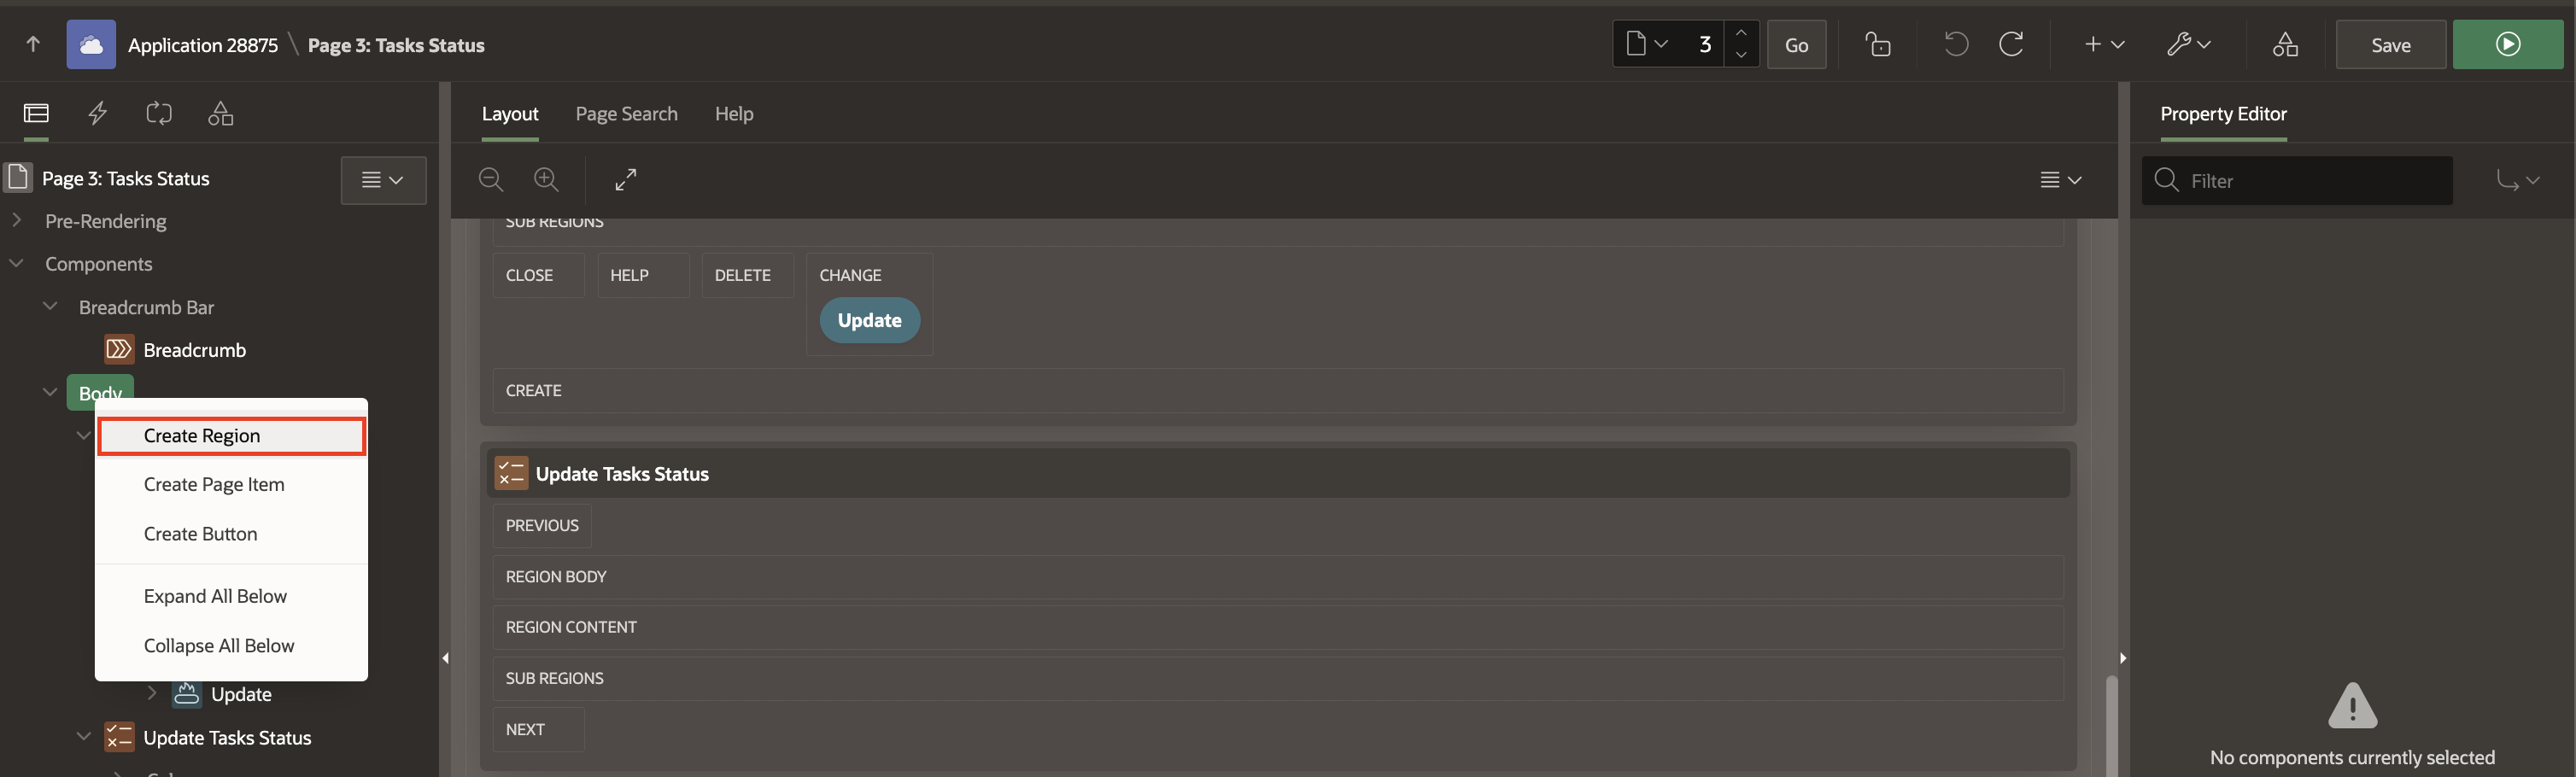 Application 28875 \ Page 3: Tasks Status
3
Go
Save
Layout
Page Search
Help
Property Editor
Page 3: Tasks Status
Filter
Pre-Rendering
Components
Breadcrumb Bar
Breadcrumb
Body
Create Region
Create Page Item
Create Button
Expand All Below
Collapse All Below
Update
Update Tasks Status
SUB REGIONS
CLOSE
HELP
DELETE
CHANGE
Update
CREATE
Update Tasks Status
PREVIOUS
REGION BODY
REGION CONTENT
SUB REGIONS
NEXT
No components currently selected